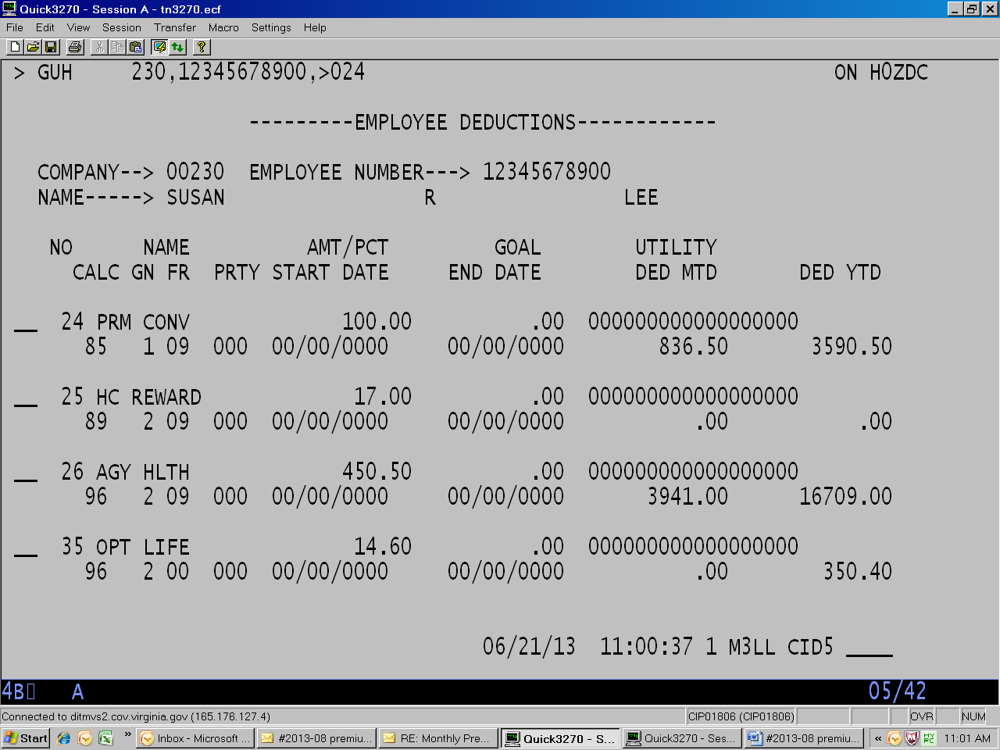 Quick3270 - Session A - tn3270.ecf
File Edit View Session Transfer Macro Settings Help
> GUH 230,12345678900,>024 ON H0ZDC
---------EMPLOYEE DEDUCTIONS------------
COMPANY--> 00230 EMPLOYEE NUMBER---> 12345678900
NAME-----> SUSAN R LEE
NO NAME AMT/PCT GOAL UTILITY
CALC GN FR PRTY START DATE END DATE DED MTD DED YTD
__ 24 PRM CONV 100.00 .00 000000000000000000
85 1 09 000 00/00/0000 00/00/0000 836.50 3590.50
__ 25 HC REWARD 17.00 .00 000000000000000000
89 2 09 000 00/00/0000 00/00/0000 .00 .00
__ 26 AGY HLTH 450.50 .00 000000000000000000
96 2 09 000 00/00/0000 00/00/0000 3941.00 16709.00
__ 35 OPT LIFE 14.60 .00 000000000000000000
96 2 00 000 00/00/0000 00/00/0000 .00 350.40
06/21/13 11:00:37 1 M3LL CID5 ____
4B A 05/42
Connected to ditmvs2.cov.virginia.gov (165.176.127.4) CIP01806 (CIP01806) OVR NUM
Start » Inbox - Microsoft ... #2013-08 premiu... RE: Monthly Pre... Quick3270 - S... Quick3270 - Ses... #2013-08 premiu... « MY PC 11:01 AM